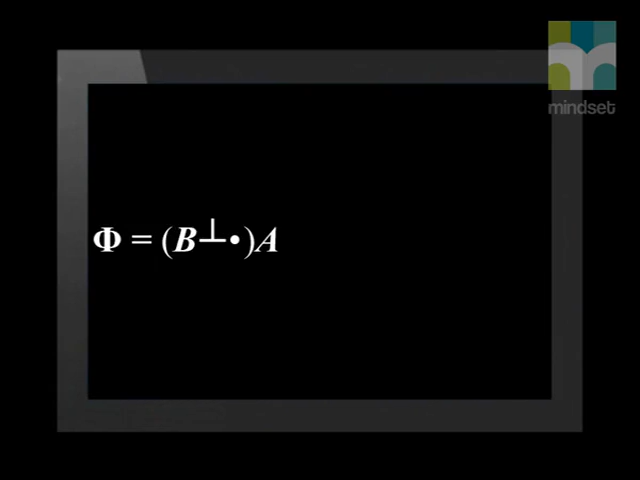 mindset
Φ = (B⊥•)A